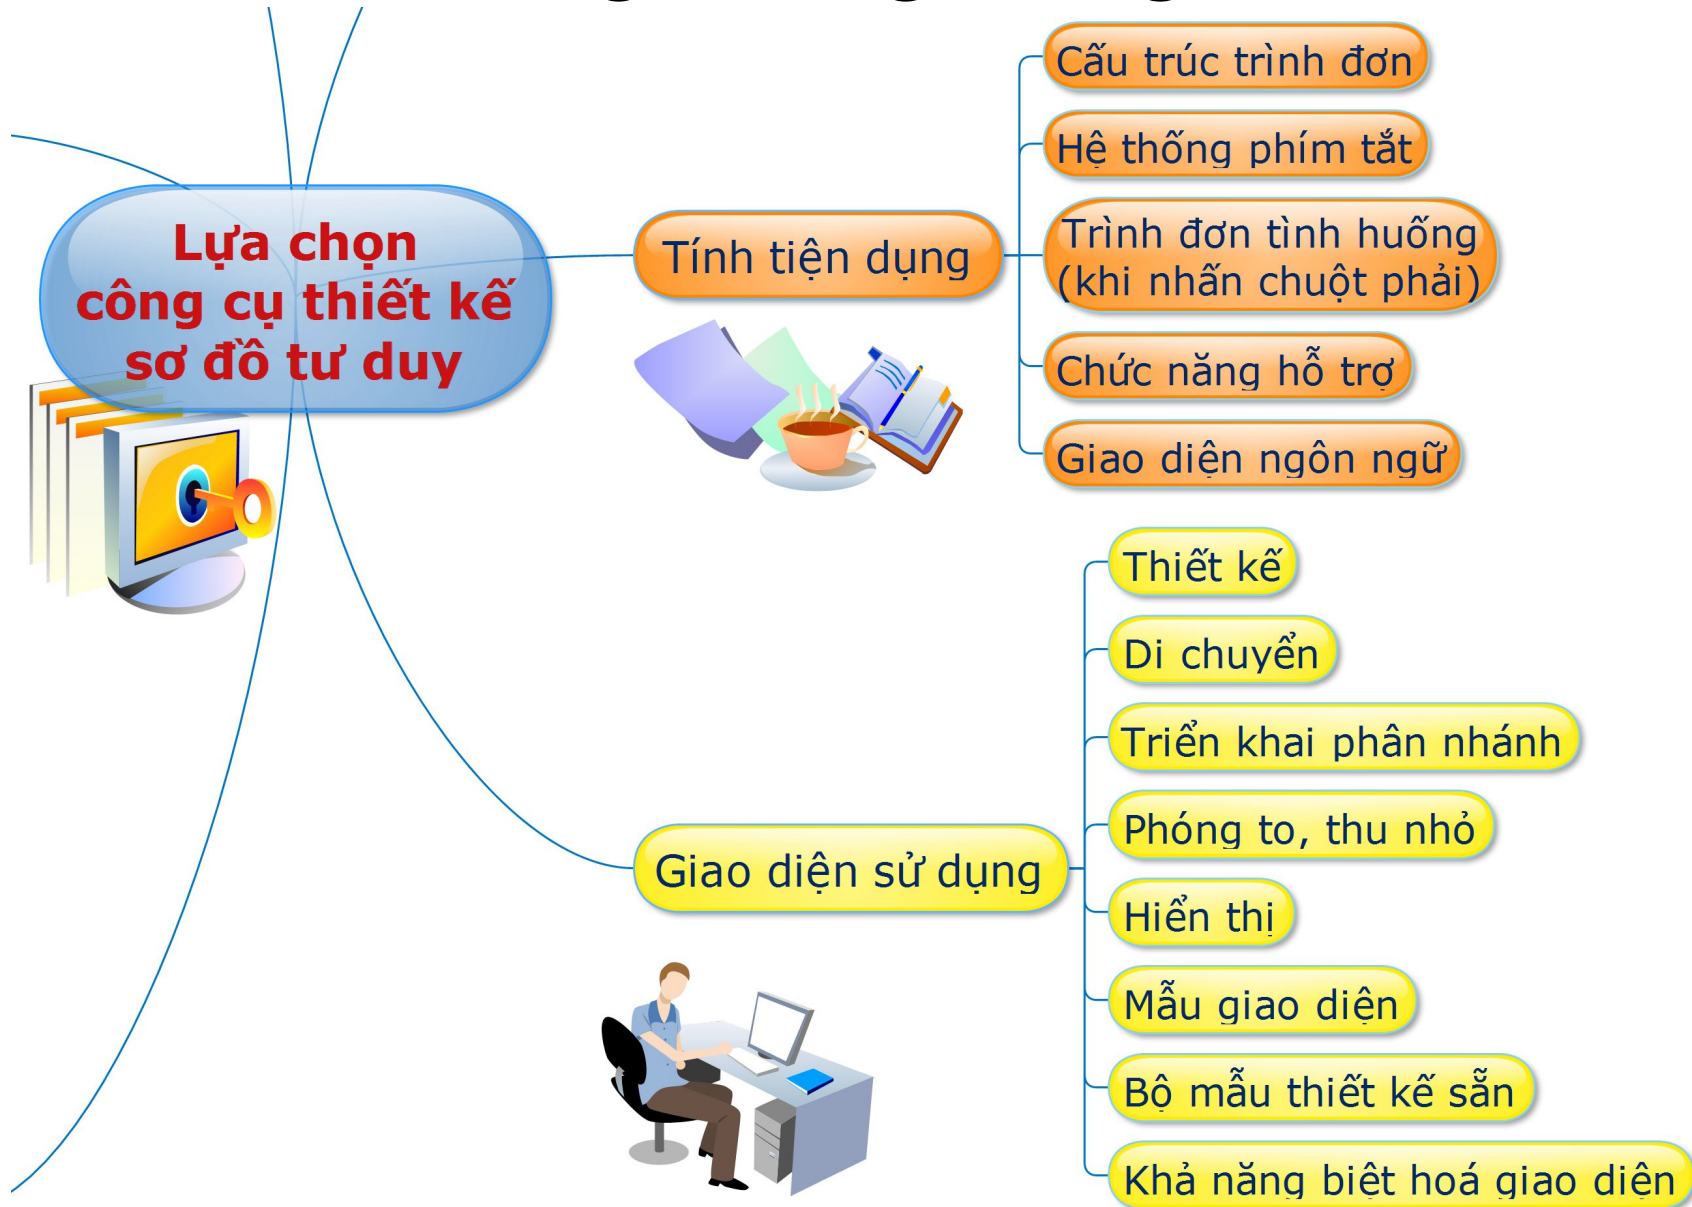 Lựa chọn
công cụ thiết kế
sơ đồ tư duy
Tính tiện dụng
Cấu trúc trình đơn
Hệ thống phím tắt
Trình đơn tình huống
(khi nhấn chuột phải)
Chức năng hỗ trợ
Giao diện ngôn ngữ
Giao diện sử dụng
Thiết kế
Di chuyển
Triển khai phân nhánh
Phóng to, thu nhỏ
Hiển thị
Mẫu giao diện
Bộ mẫu thiết kế sẵn
Khả năng biệt hoá giao diện